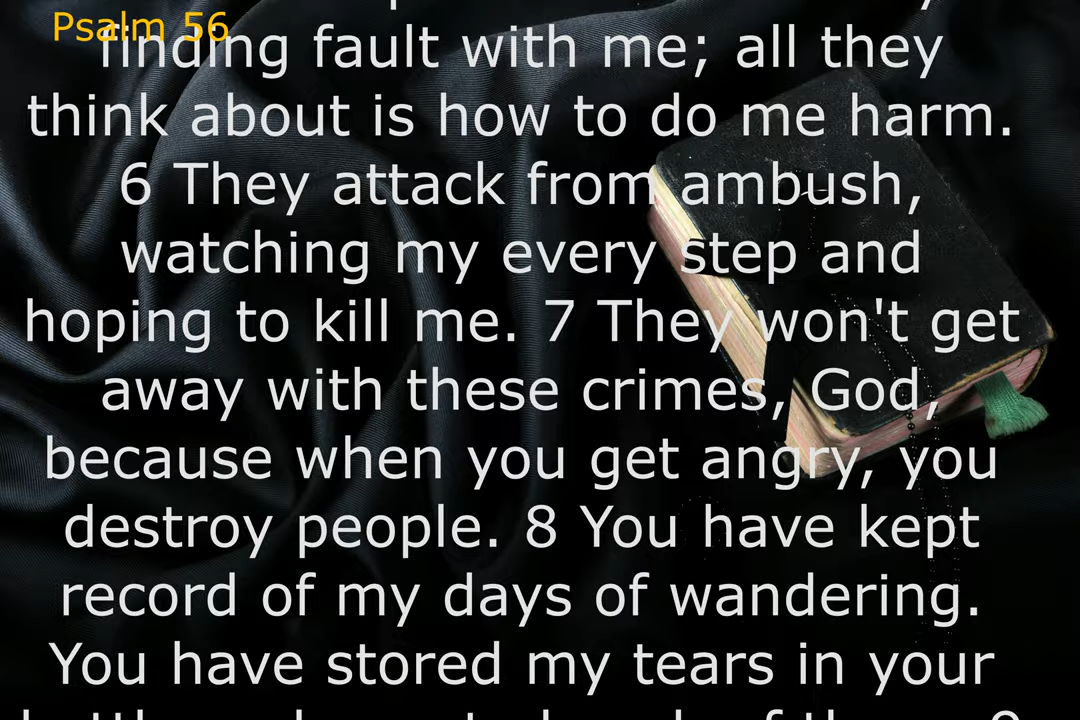 Psalm 56
finding fault with me; all they
think about is how to do me harm.
6 They attack from ambush,
watching my every step and
hoping to kill me. 7 They won't get
away with these crimes, God,
because when you get angry, you
destroy people. 8 You have kept
record of my days of wandering.
You have stored my tears in your